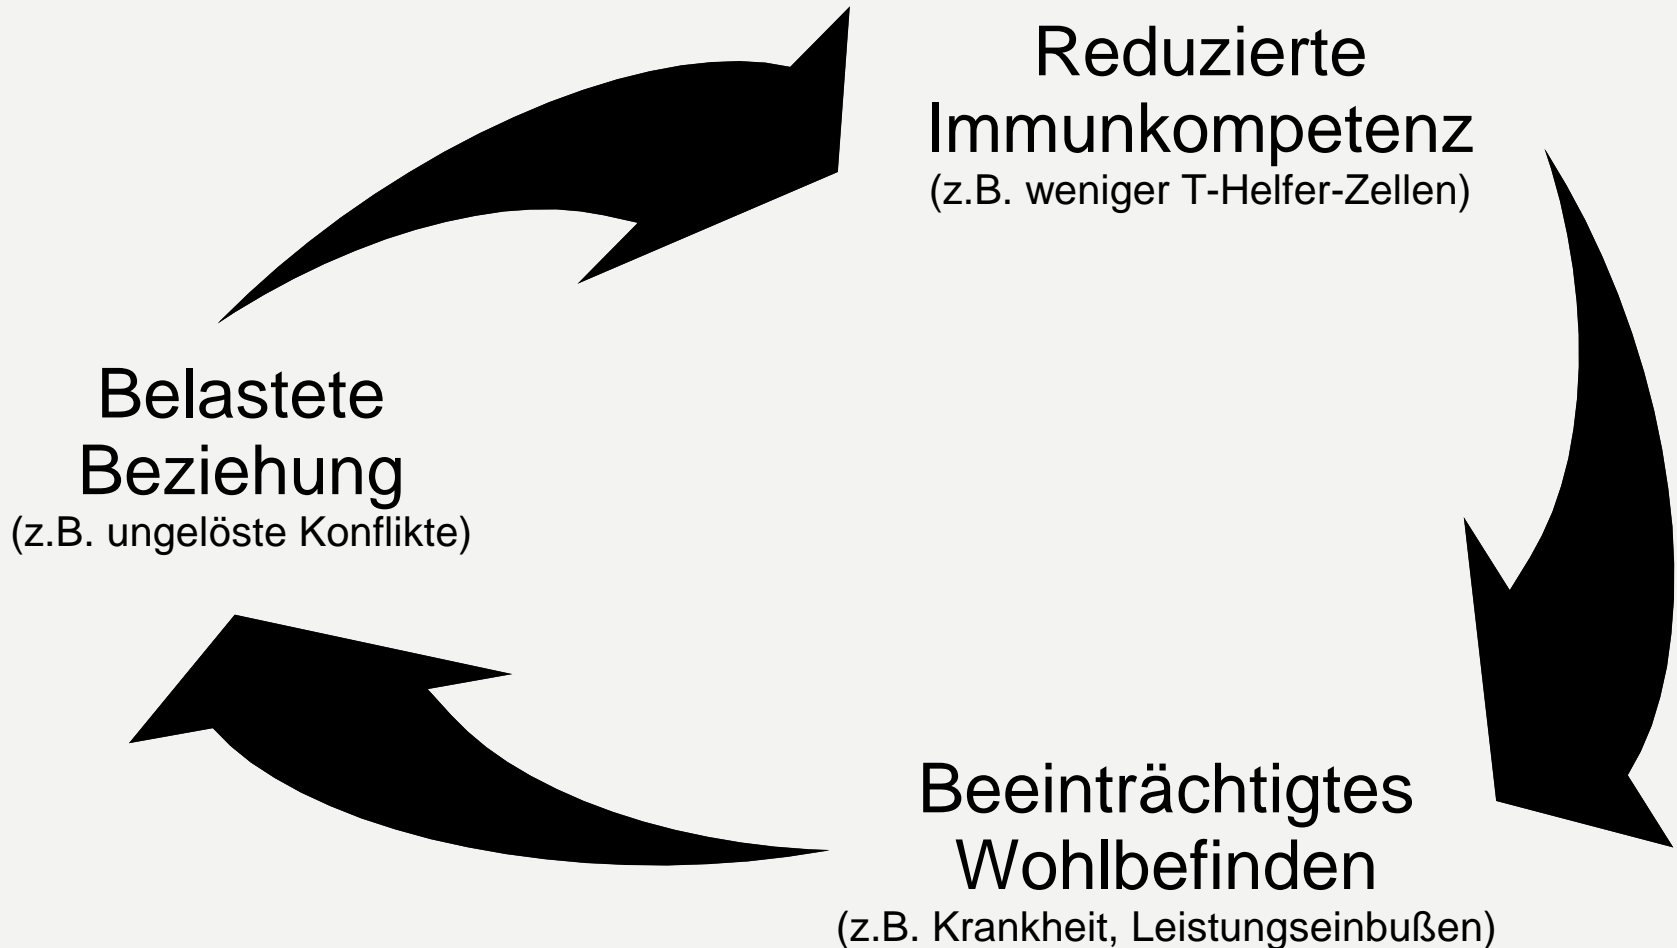 Reduzierte
Immunkompetenz
(z.B. weniger T-Helfer-Zellen)
Belastete
Beziehung
(z.B. ungelöste Konflikte)
Beeinträchtigtes
Wohlbefinden
(z.B. Krankheit, Leistungseinbußen)